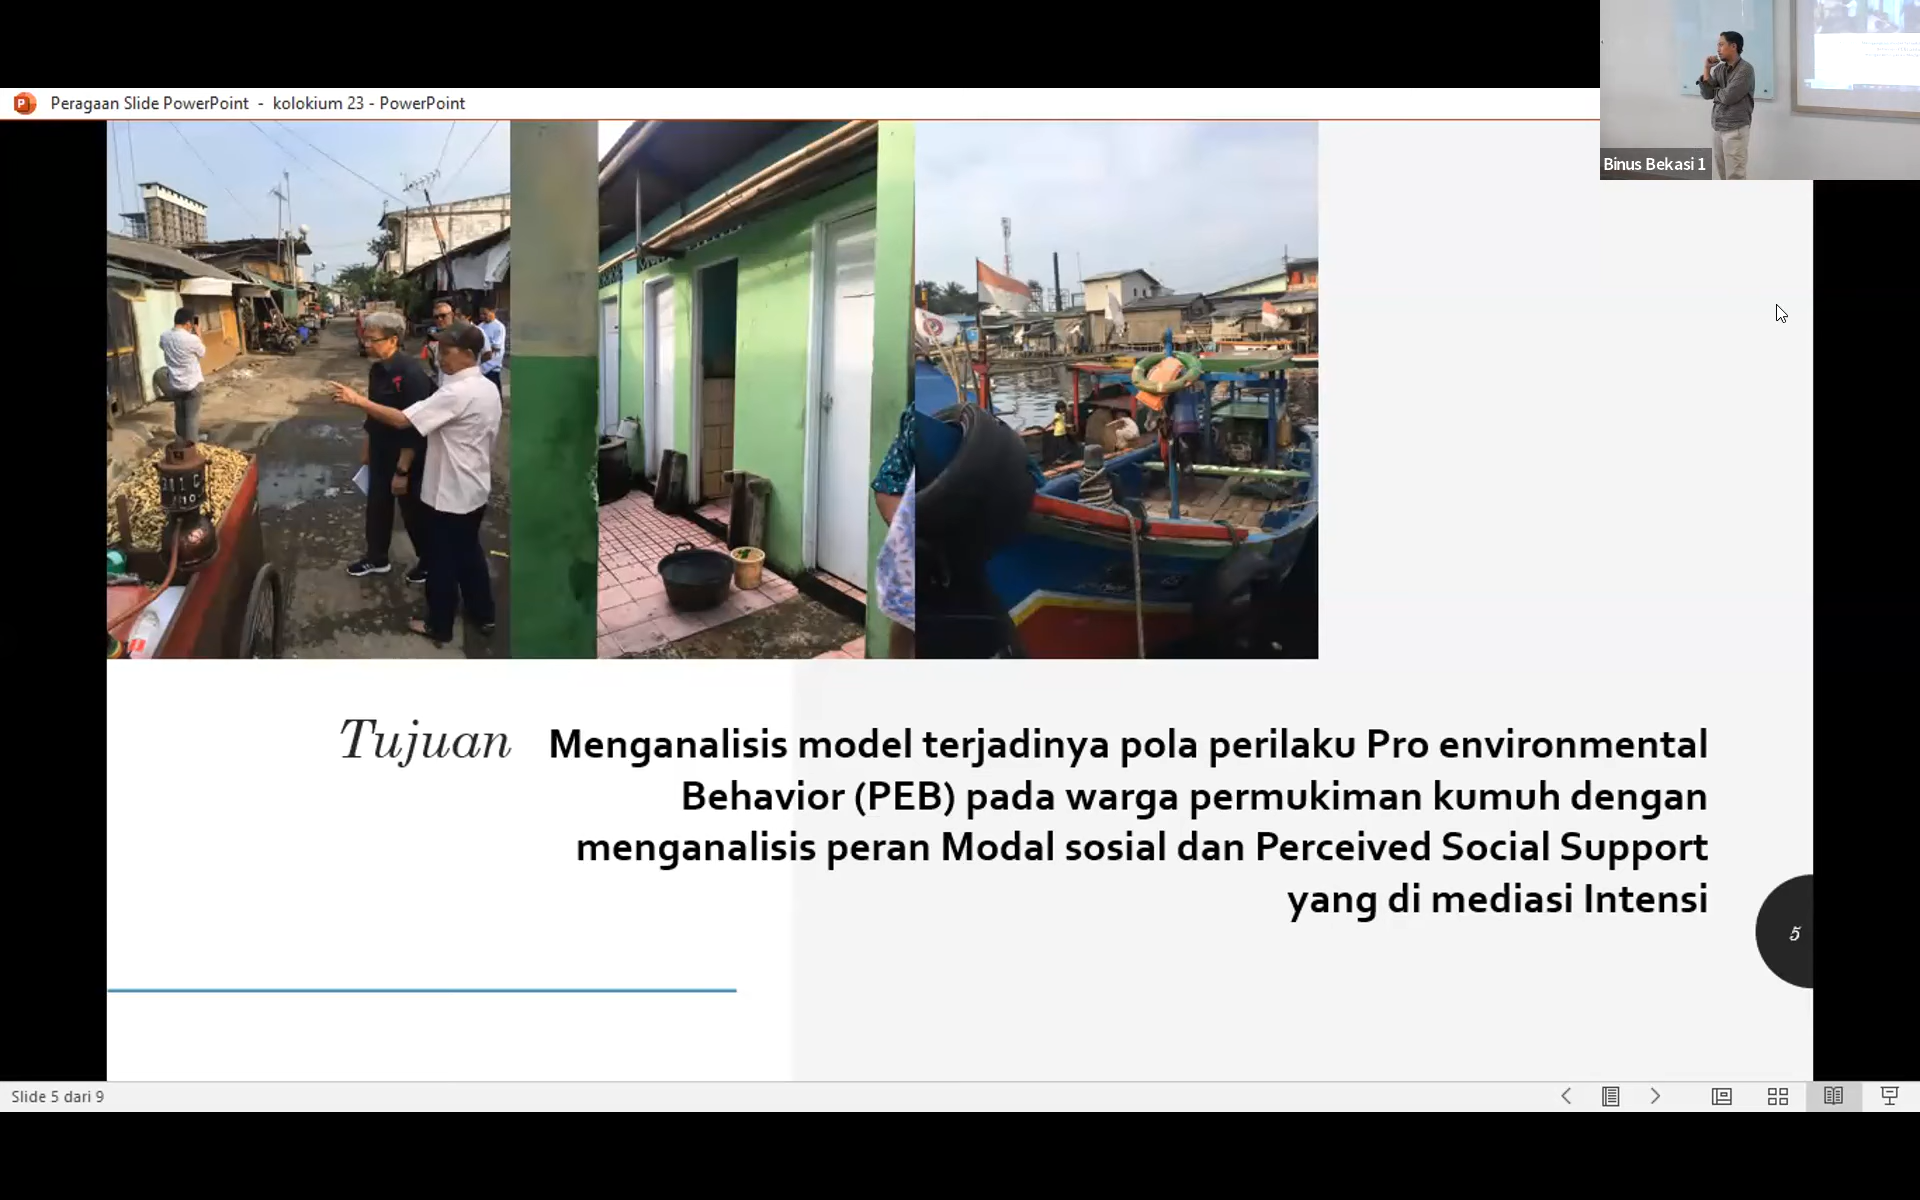 Peragaan Slide PowerPoint - kolokium 23 - PowerPoint
Binus Bekasi 1
Tujuan
Menganalisis model terjadinya pola perilaku Pro environmental
Behavior (PEB) pada warga permukiman kumuh dengan
menganalisis peran Modal sosial dan Perceived Social Support
yang di mediasi Intensi
5
Slide 5 dari 9